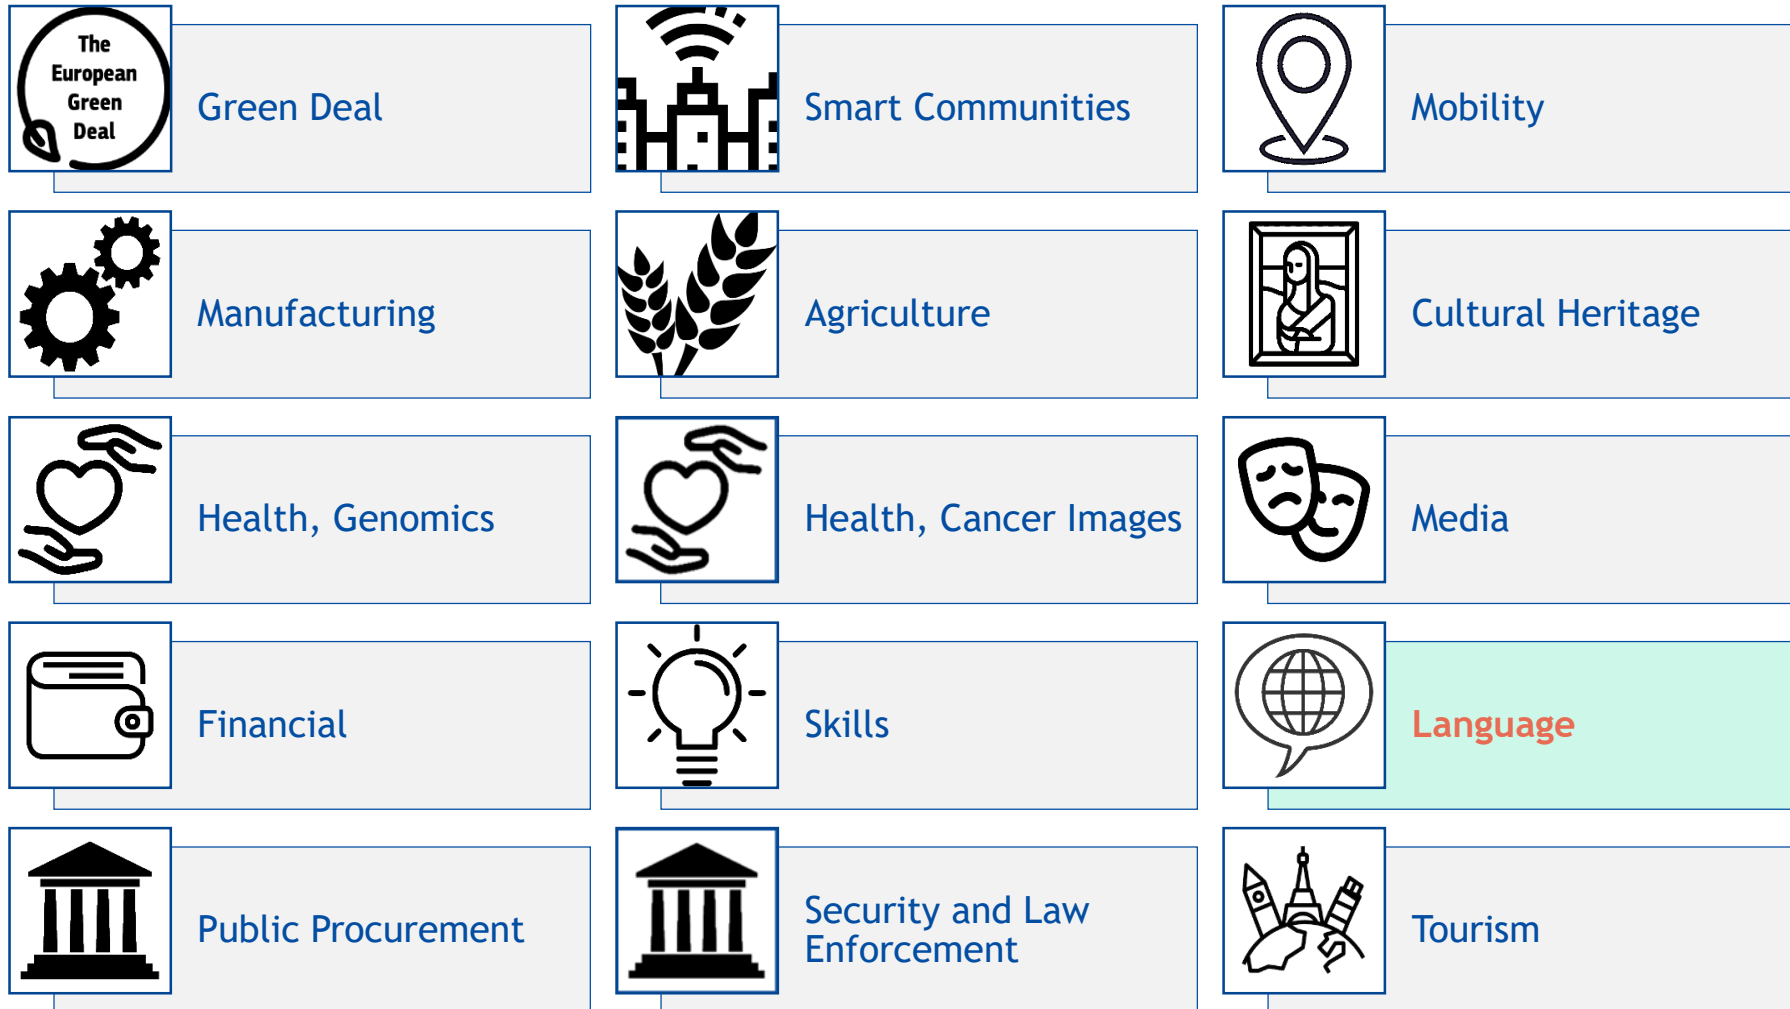 The
European
Green
Deal
Green Deal
Smart Communities
Mobility
Manufacturing
Agriculture
Cultural Heritage
Health, Genomics
Health, Cancer Images
Media
Financial
Skills
Language
Public Procurement
Security and Law
Enforcement
Tourism